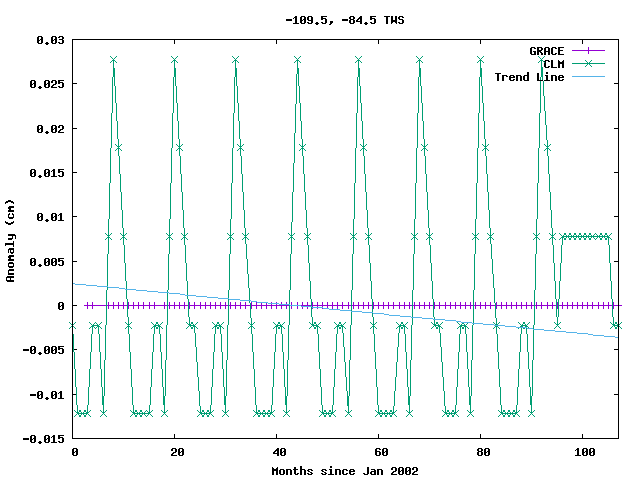 -109.5, -84.5 TWS
GRACE
CLM
Trend Line
0.03
0.025
0.02
0.015
0.01
0.005
0
-0.005
-0.01
-0.015
Anomaly (cm)
0 20 40 60 80 100
Months since Jan 2002